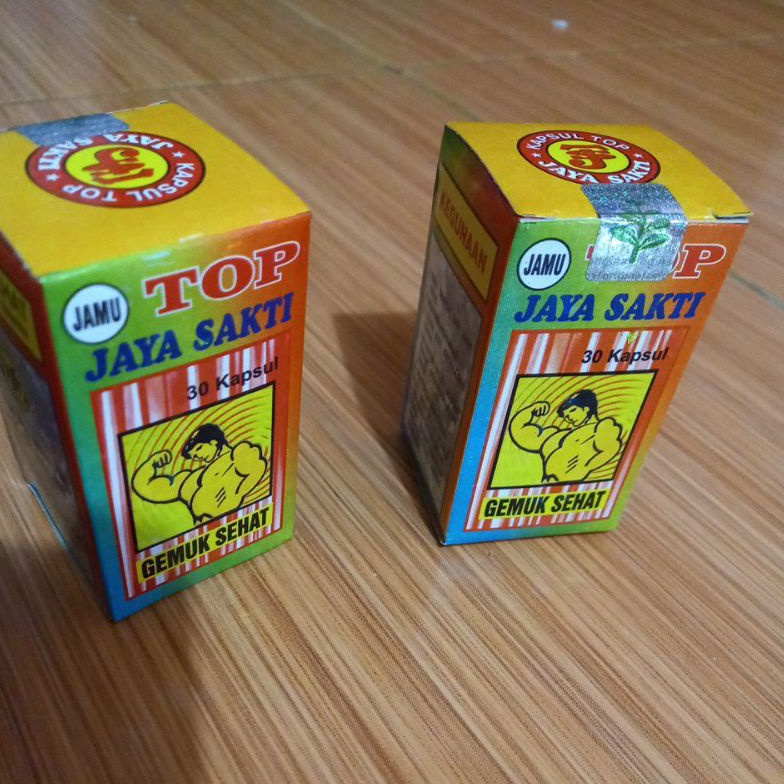 KAPSUL TOP
JAYA SAKTI
JAMU
TOP
JAYA SAKTI
30 Kapsul
GEMUK SEHAT
KAPSUL TOP
JAYA SAKTI
KEGUNAAN
JAMU
JAYA SAKTI
30 Kapsul
GEMUK SEHAT